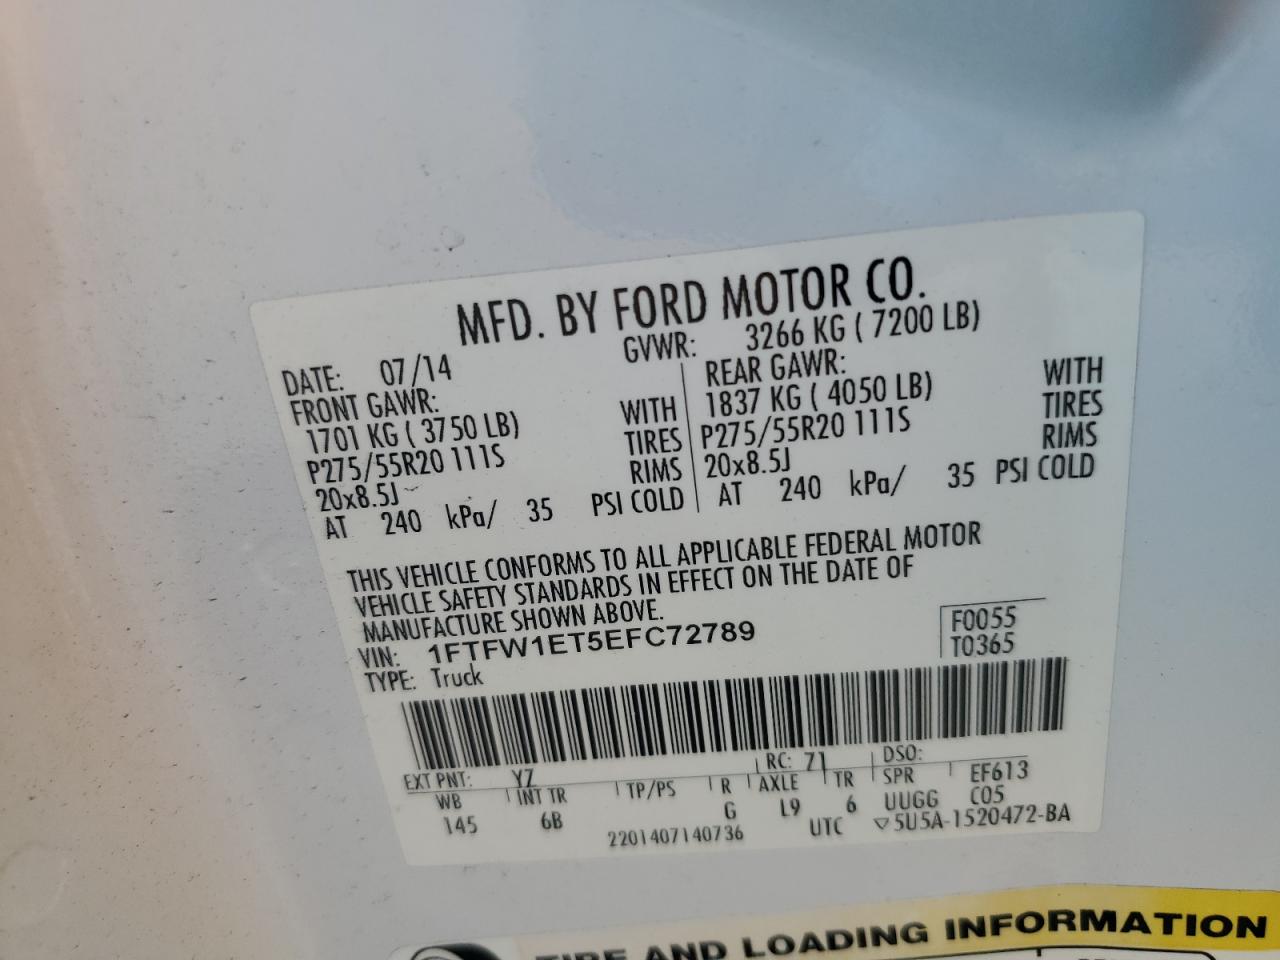 MFD. BY FORD MOTOR CO.
DATE: 07/14 GVWR: 3266 KG ( 7200 LB)
FRONT GAWR: REAR GAWR:
1701 KG ( 3750 LB) WITH 1837 KG ( 4050 LB) WITH
P275/55R20 111S TIRES P275/55R20 111S TIRES
20x8.5J RIMS 20x8.5J RIMS
AT 240 kPa/ 35 PSI COLD AT 240 kPa/ 35 PSI COLD
THIS VEHICLE CONFORMS TO ALL APPLICABLE FEDERAL MOTOR
VEHICLE SAFETY STANDARDS IN EFFECT ON THE DATE OF
MANUFACTURE SHOWN ABOVE.
VIN: 1FTFW1ET5EFC72789 F0055
TYPE: Truck T0365
EXT PNT: YZ RC: 71 DSO:
WB INT TR TP/PS R AXLE TR SPR EF613
145 6B G L9 6 UUGG C05
2201407140736 UTC ▽5U5A-1520472-BA
TIRE AND LOADING INFORMATION